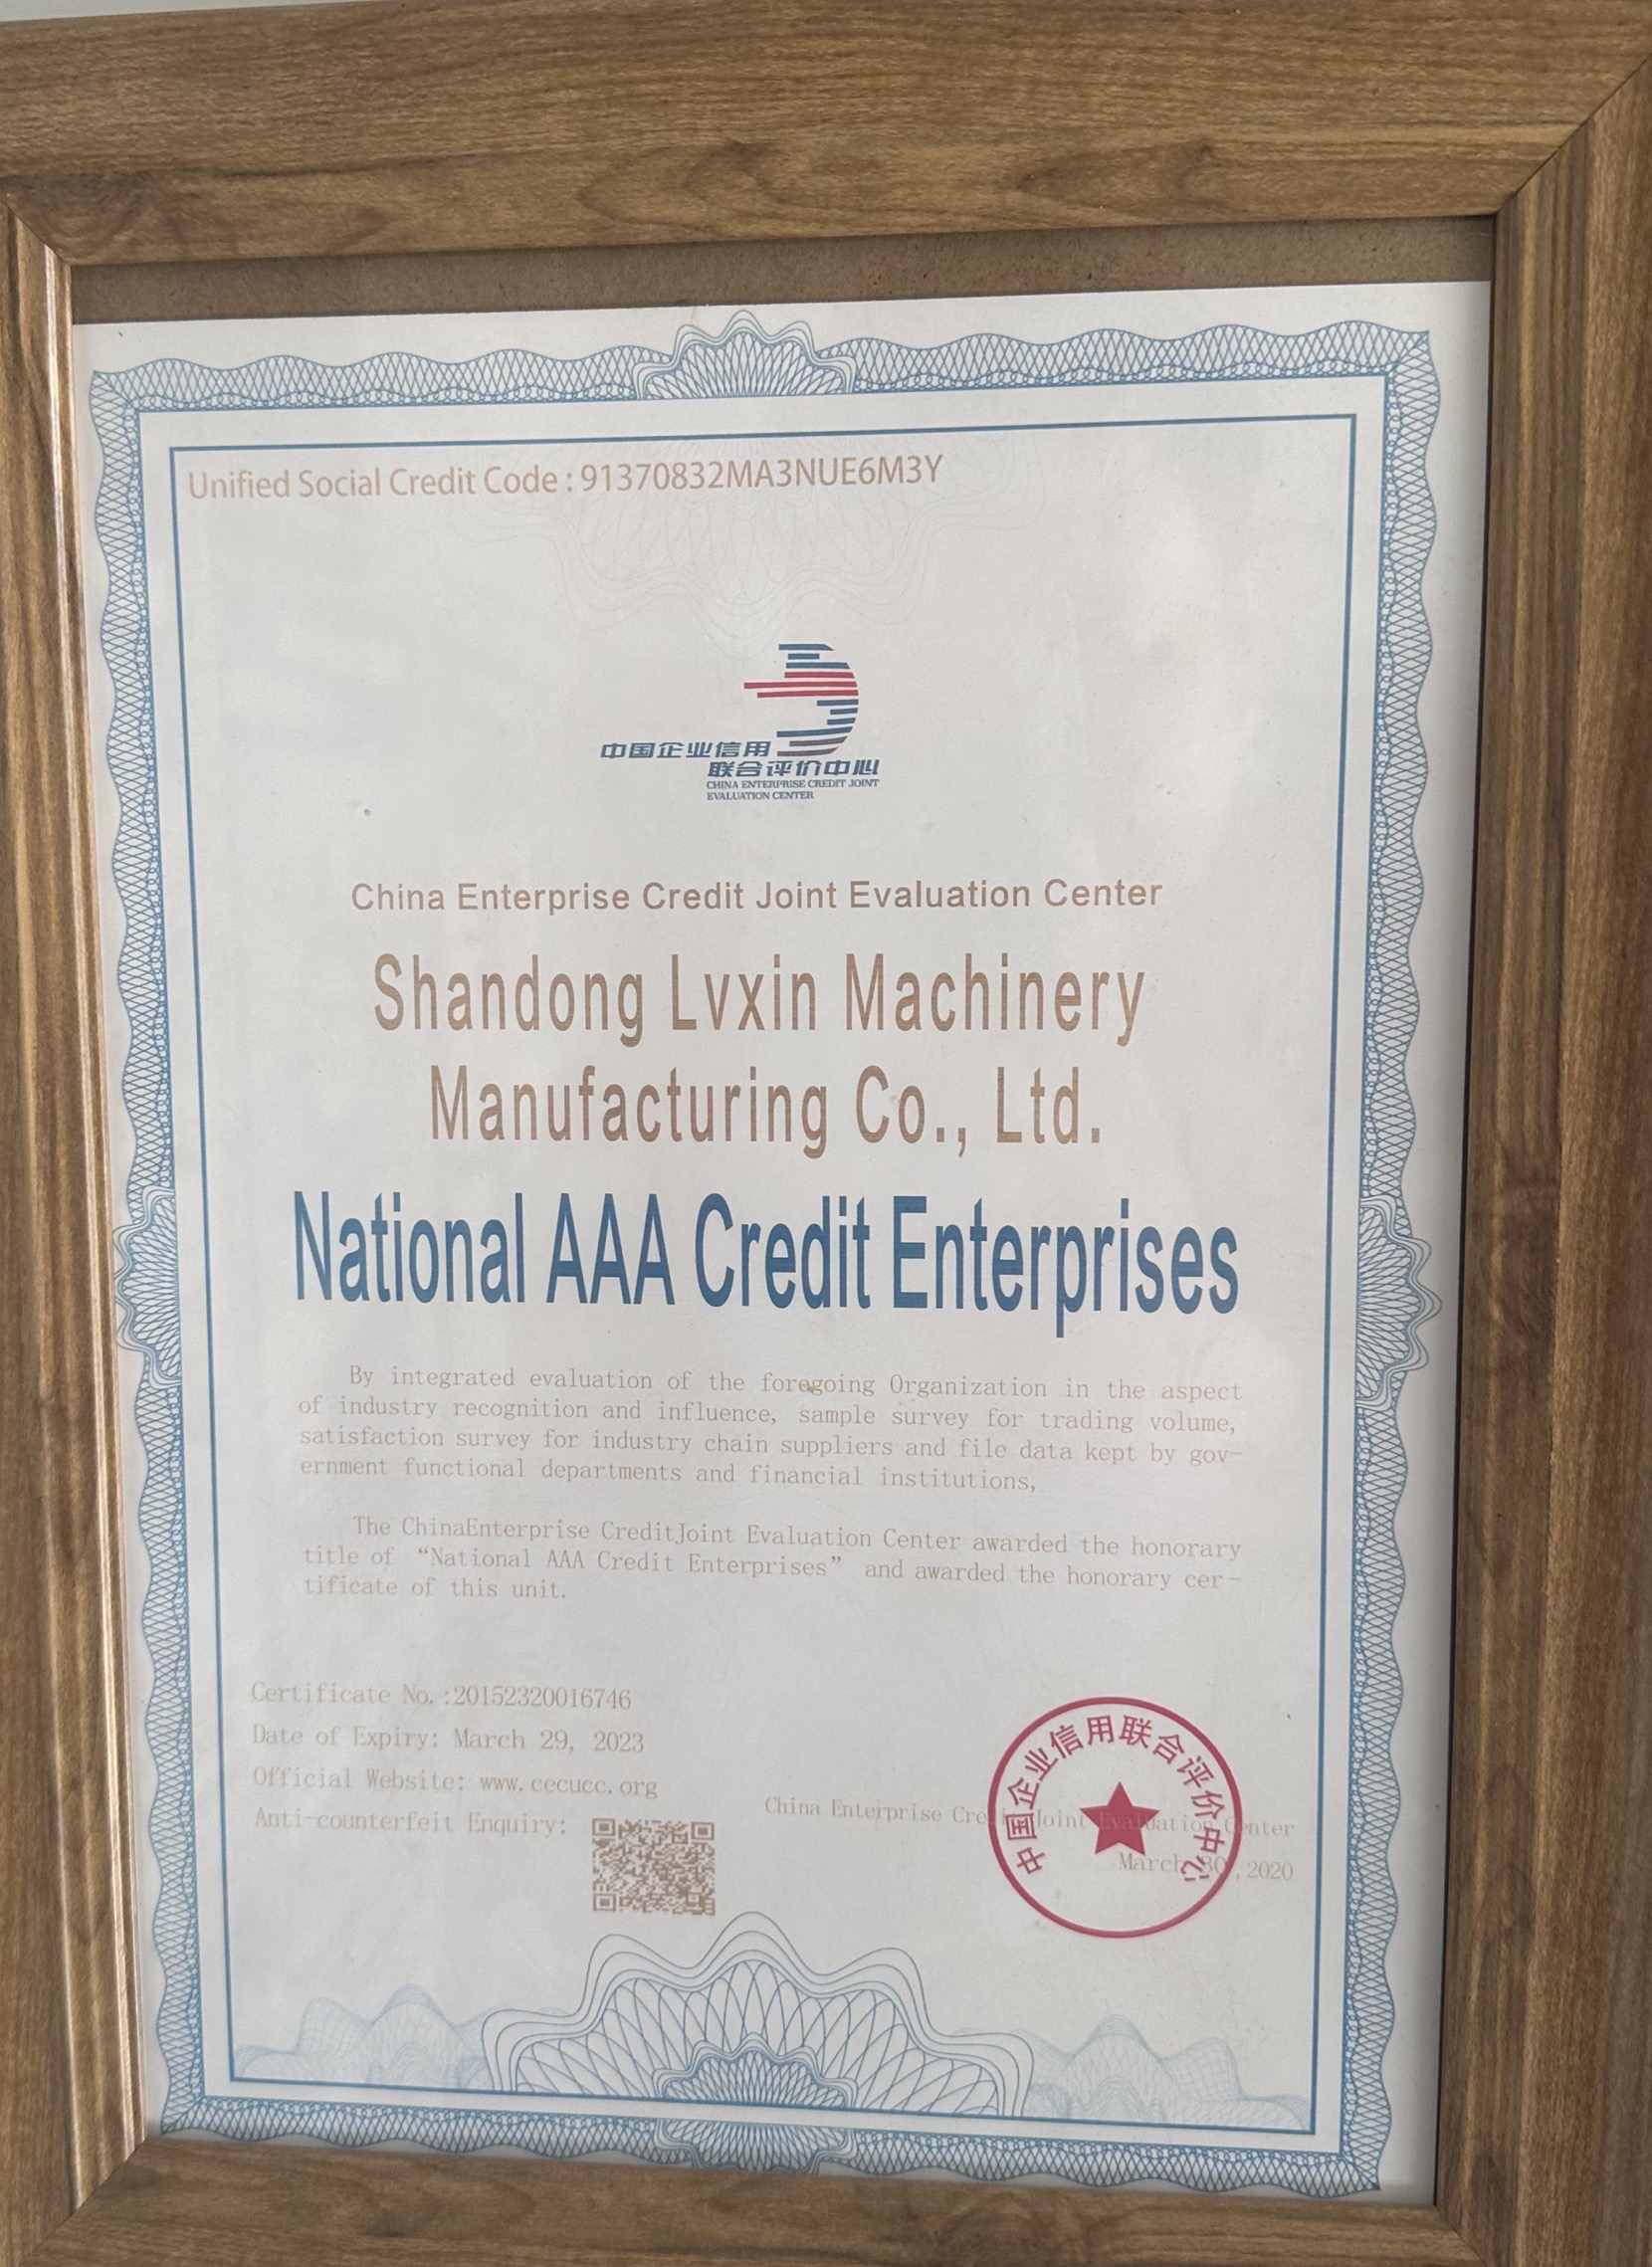 Unified Social Credit Code : 91370832MA3NUE6M3Y
中国企业信用
联合评价中心
CHINA ENTERPRISE CREDIT JOINT
EVALUATION CENTER
China Enterprise Credit Joint Evaluation Center
Shandong Lvxin Machinery
Manufacturing Co., Ltd.
National AAA Credit Enterprises
By integrated evaluation of the foregoing Organization in the aspect
of industry recognition and influence, sample survey for trading volume,
satisfaction survey for industry chain suppliers and file data kept by gov-
ernment functional departments and financial institutions,
The ChinaEnterprise CreditJoint Evaluation Center awarded the honorary
title of “National AAA Credit Enterprises” and awarded the honorary cer-
tificate of this unit.
Certificate No.:20152320016746
Date of Expiry: March 29, 2023
Official Website: www.cecucc.org
Anti-counterfeit Enquiry:
China Enterprise Credit Joint Evaluation Center
March 30,2020
中国企业信用联合评价中心